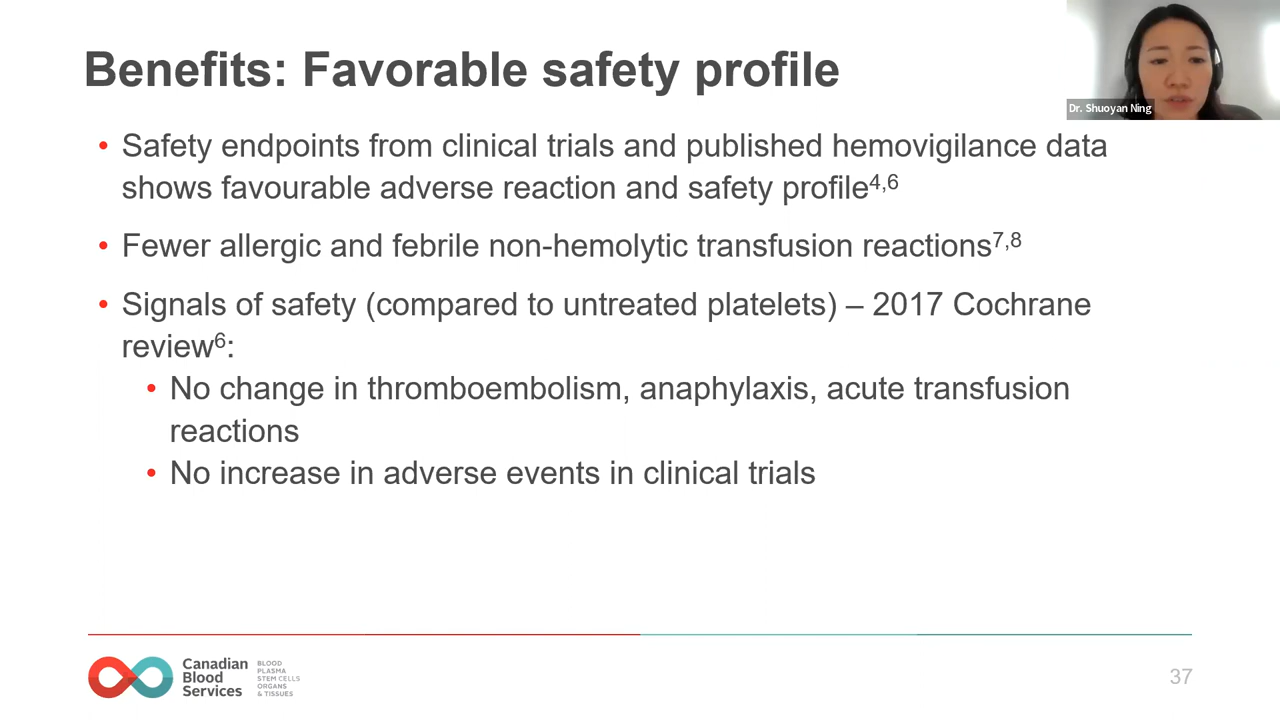 Benefits: Favorable safety profile
Dr. Shuoyan Ning
• Safety endpoints from clinical trials and published hemovigilance data
shows favourable adverse reaction and safety profile4,6
• Fewer allergic and febrile non-hemolytic transfusion reactions7,8
• Signals of safety (compared to untreated platelets) – 2017 Cochrane
review6:
• No change in thromboembolism, anaphylaxis, acute transfusion
reactions
• No increase in adverse events in clinical trials
Canadian
Blood
Services
BLOOD
PLASMA
STEM CELLS
ORGANS
& TISSUES
37